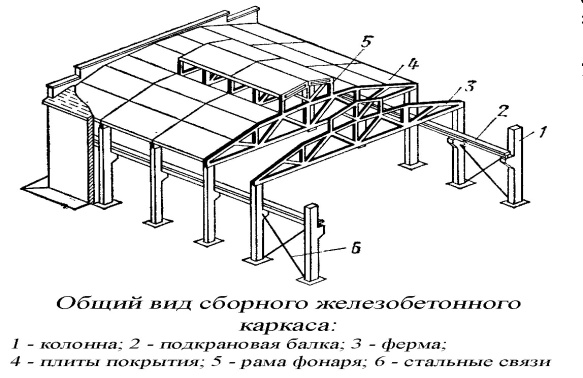 5
4
3
2
1
6
Общий вид сборного железобетонного
каркаса:
1 - колонна; 2 - подкрановая балка; 3 - ферма;
4 - плиты покрытия; 5 - рама фонаря; 6 - стальные связи